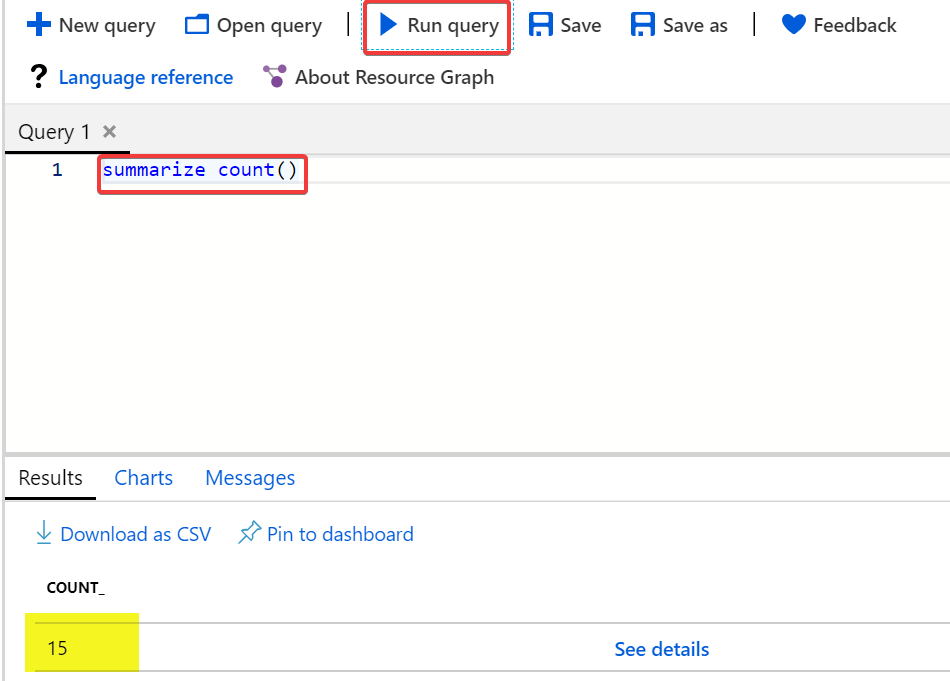 New query Open query | Run query Save Save as | Feedback
? Language reference About Resource Graph
Query 1 ×
1 summarize count()
Results Charts Messages
Download as CSV Pin to dashboard
COUNT_
15 See details